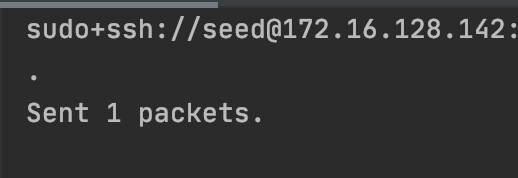 sudo+ssh://seed@172.16.128.142:
.
Sent 1 packets.